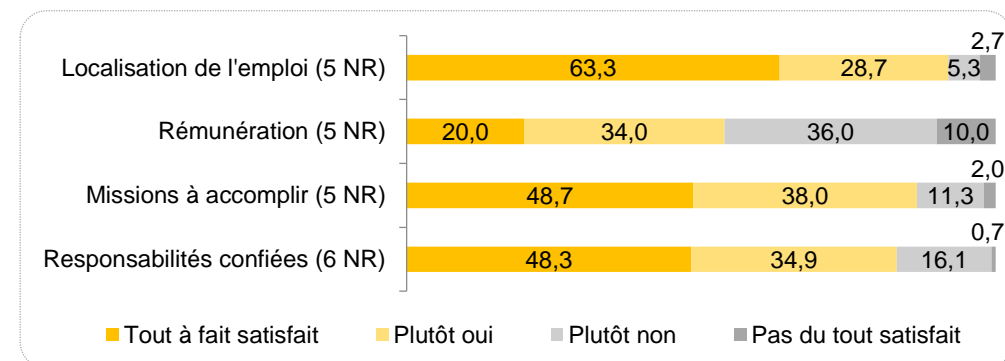 2,7
Localisation de l'emploi (5 NR) 63,3 28,7 5,3
Rémunération (5 NR) 20,0 34,0 36,0 10,0
2,0
Missions à accomplir (5 NR) 48,7 38,0 11,3
0,7
Responsabilités confiées (6 NR) 48,3 34,9 16,1
Tout à fait satisfait Plutôt oui Plutôt non Pas du tout satisfait